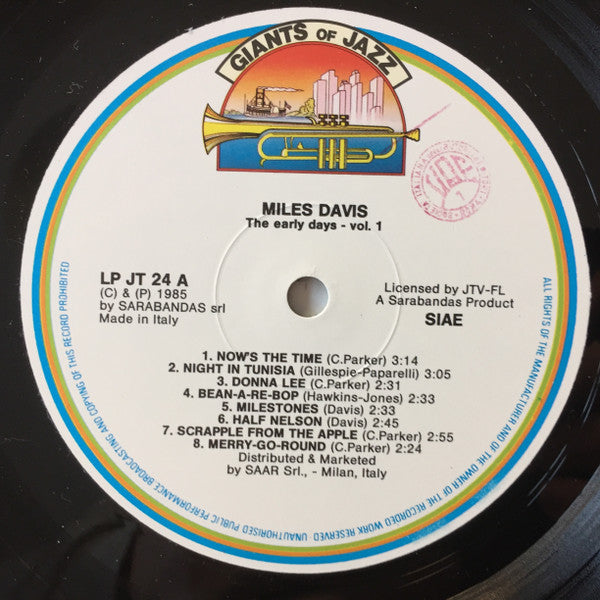 GIANTS OF JAZZ
MILES DAVIS
The early days - vol. 1
LP JT 24 A
(C) & (P) 1985
by SARABANDAS srl
Made in Italy
Licensed by JTV-FL
A Sarabandas Product
SIAE
1. NOW'S THE TIME (C.Parker) 3:14
2. NIGHT IN TUNISIA (Gillespie-Paparelli) 3:05
3. DONNA LEE (C.Parker) 2:31
4. BEAN-A-RE-BOP (Hawkins-Jones) 2:33
5. MILESTONES (Davis) 2:33
6. HALF NELSON (Davis) 2:45
7. SCRAPPLE FROM THE APPLE (C.Parker) 2:55
8. MERRY-GO-ROUND (C.Parker) 2:24
Distributed & Marketed
by SAAR Srl., - Milan, Italy
ALL RIGHTS OF THE MANUFACTURER AND OF THE OWNER OF THE RECORDED WORK RESERVED - UNAUTHORISED PUBLIC PERFORMANCE BROADCASTING AND COPYING OF THIS RECORD PROHIBITED